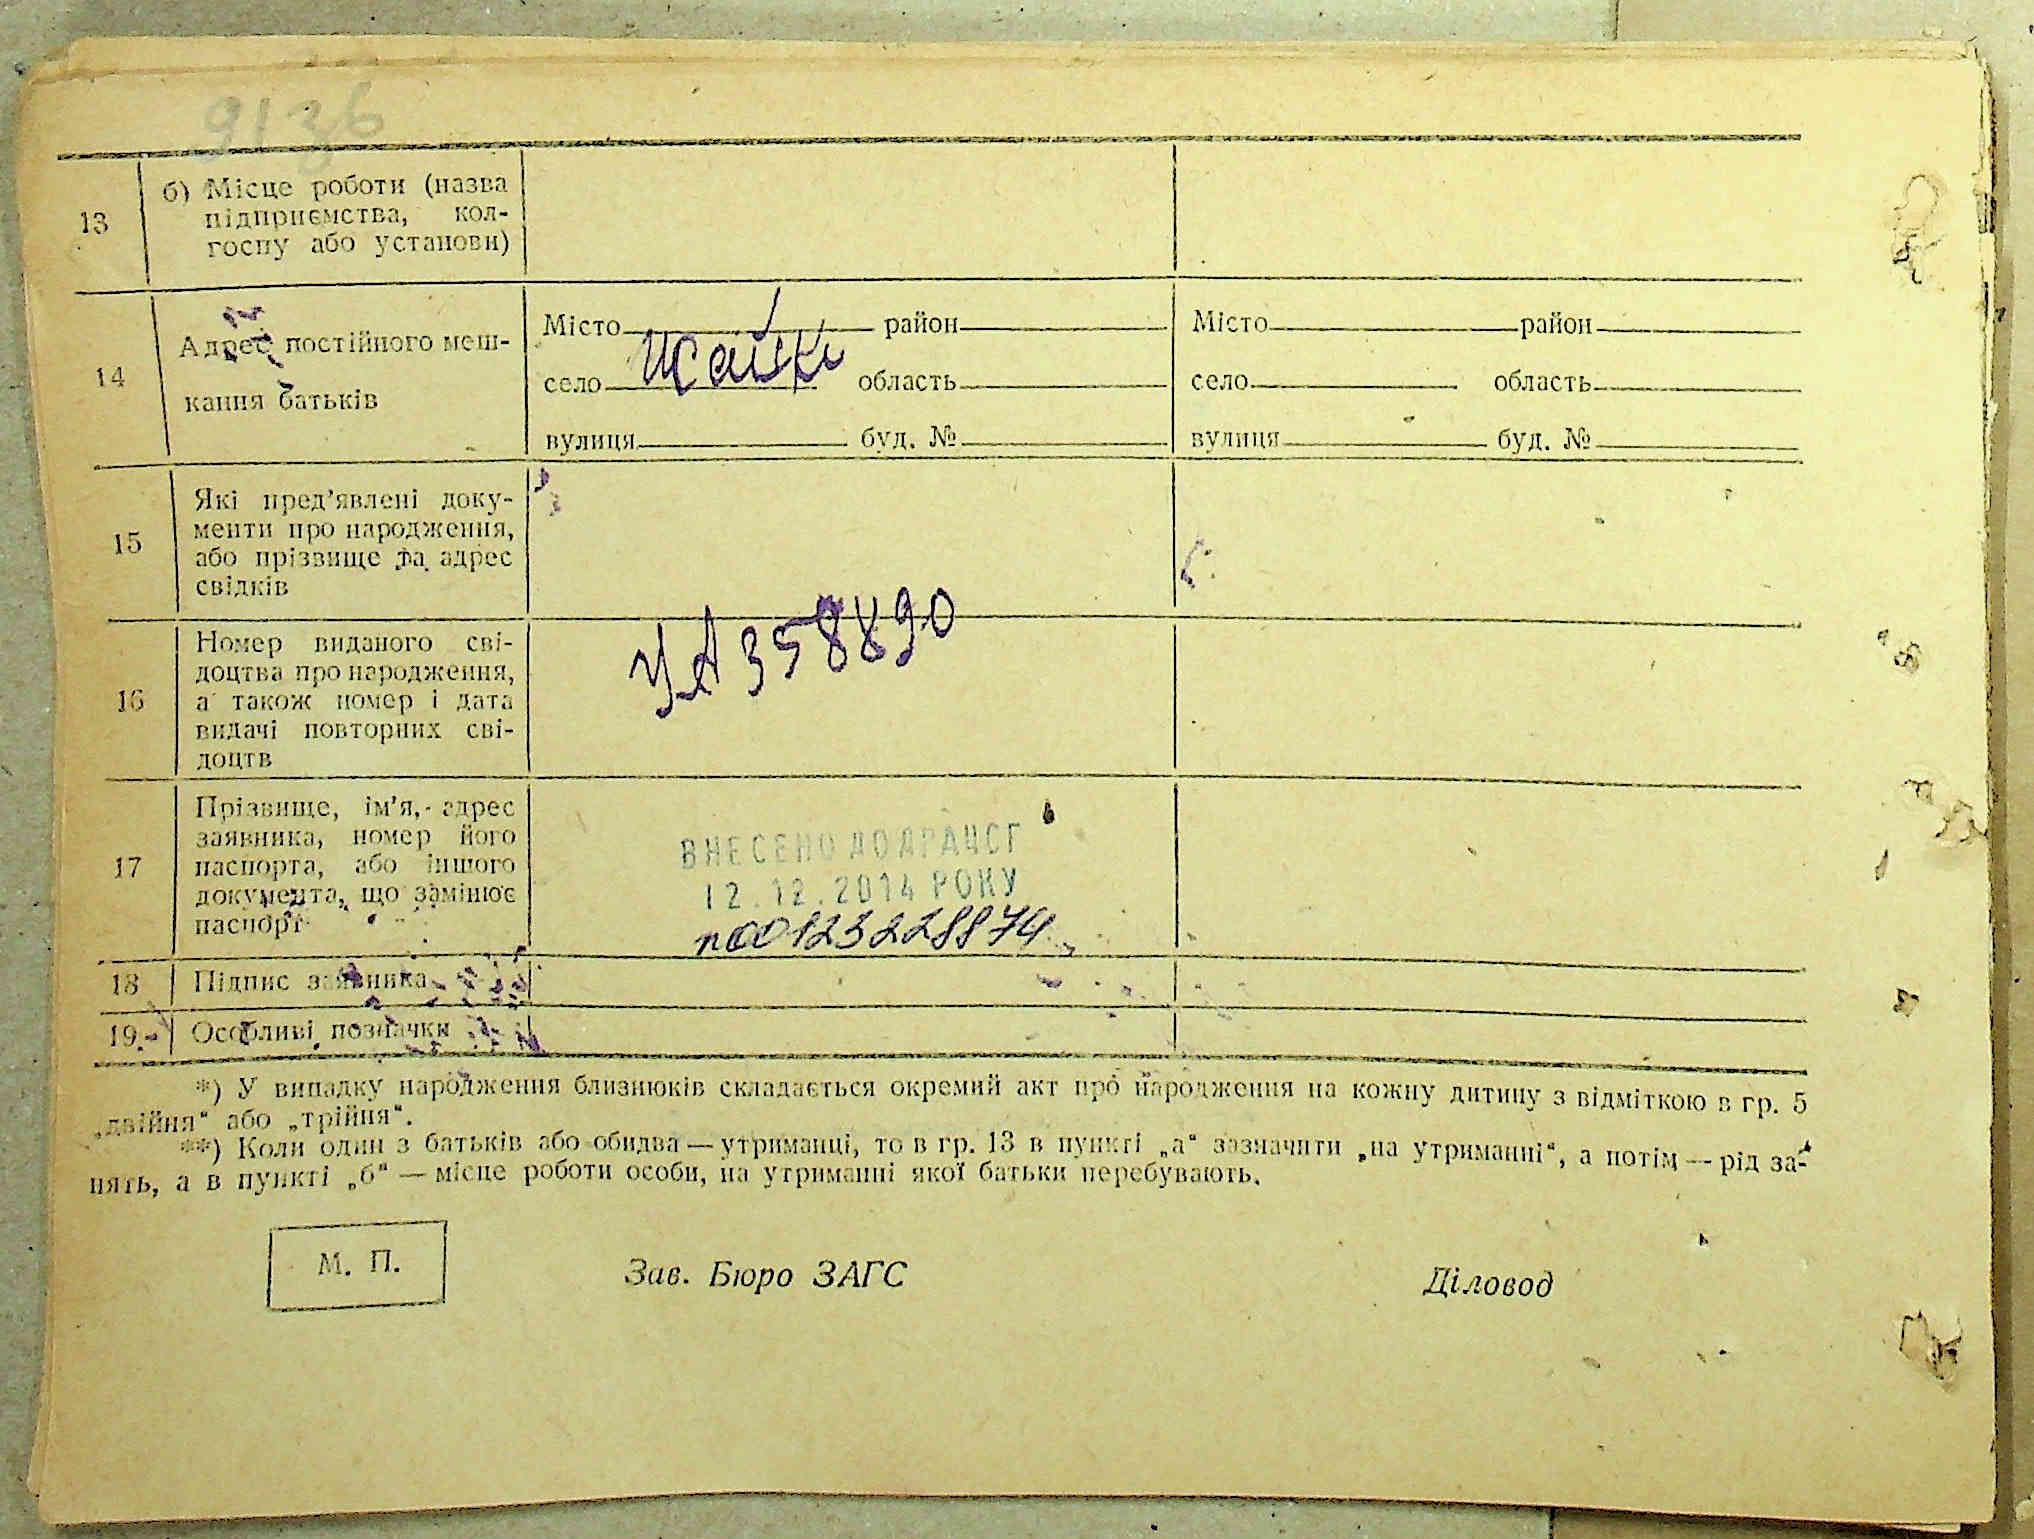 9136
13
б) Місце роботи (назва
підприємства, кол-
госпу або установи)
14
Адрес постійного меш-
кання батьків
Місто район
село область
вулиця буд. №
Місто район
село область
вулиця буд. №
15
Які пред’явлені доку-
менти про народження,
або прізвище та адрес
свідків
16
Номер виданого сві-
доцтва про народження,
а також номер і дата
видачі повторних сві-
доцтв
УА 358890
17
Прізвище, ім’я, адрес
заявника, номер його
паспорта, або іншого
документа, що замінює
паспорт
ВНЕСЕНО ДО ДРАЦСГ
12.12.2014 РОКУ
n00123228874
18 Підпис заявника
19 Особливі позначки
*) У випадку народження близнюків складається окремий акт про народження на кожну дитину з відміткою в гр. 5
„двійня“ або „трійня“.
**) Коли один з батьків або обидва — утриманці, то в гр. 13 в пункті „а“ зазначити „на утриманні“, а потім — рід за-
нять, а в пункті „б“ — місце роботи особи, на утриманні якої батьки перебувають.
М. П.
Зав. Бюро ЗАГС
Діловод